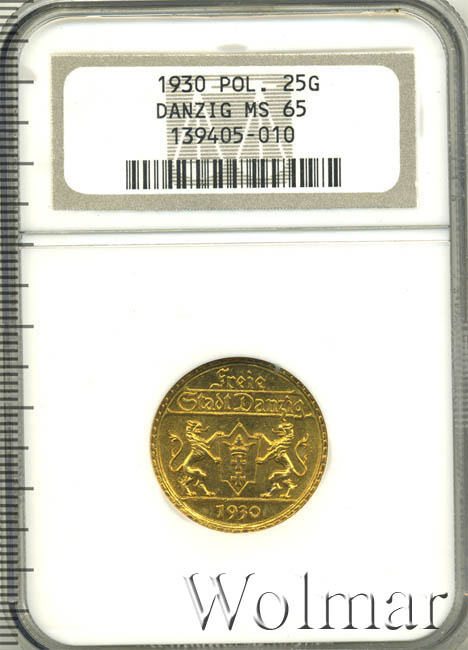 1930 POL. 25G
DANZIG MS 65
139405-010
Freie
Stadt Danzig
1930
Wolmar